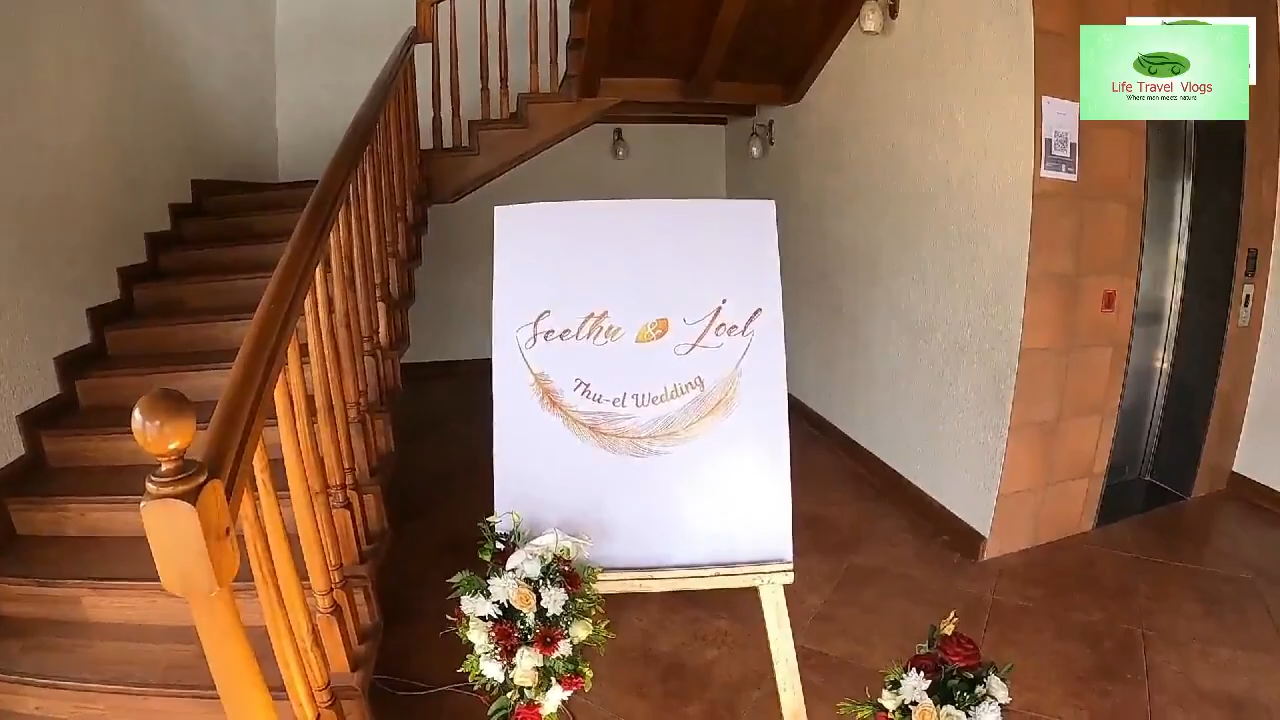 Life Travel Vlogs
Where man meets nature
Seethu & Joel
Thu-el Wedding